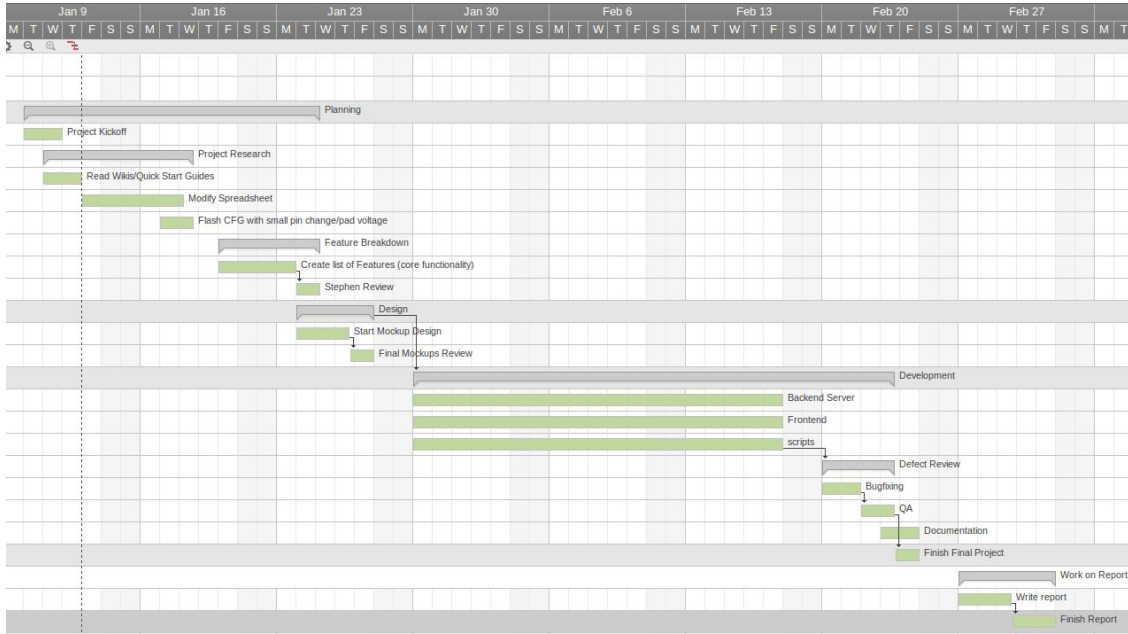 Jan 9 Jan 16 Jan 23 Jan 30 Feb 6 Feb 13 Feb 20 Feb 27
M T W T F S S M T W T F S S M T W T F S S M T W T F S S M T W T F S S M T W T F S S M T W T F S S M T W T F S S M T
Planning
Project Kickoff
Project Research
Read Wikis/Quick Start Guides
Modify Spreadsheet
Flash CFG with small pin change/pad voltage
Feature Breakdown
Create list of Features (core functionality)
Stephen Review
Design
Start Mockup Design
Final Mockups Review
Development
Backend Server
Frontend
scripts
Defect Review
Bugfixing
QA
Documentation
Finish Final Project
Work on Report
Write report
Finish Report